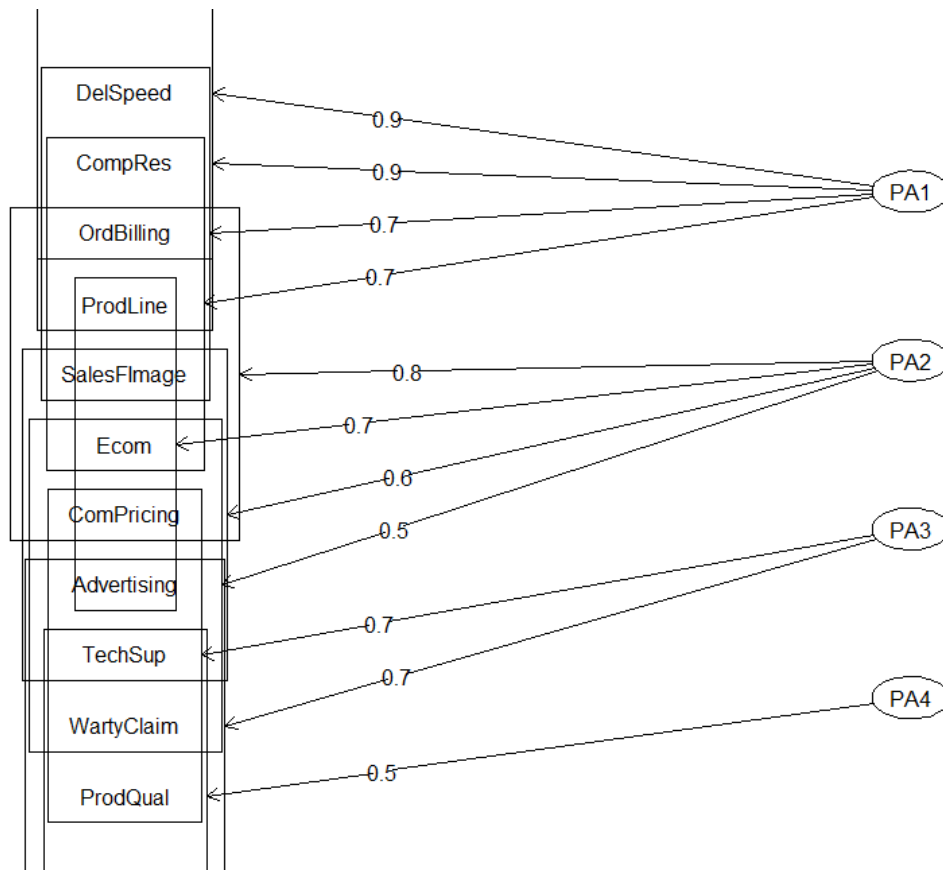 DelSpeed
0.9
CompRes
0.9
PA1
OrdBilling
0.7
ProdLine
0.7
SalesFImage
0.8
PA2
Ecom
0.7
ComPricing
0.6
Advertising
0.5
PA3
TechSup
0.7
WartyClaim
0.7
PA4
ProdQual
0.5